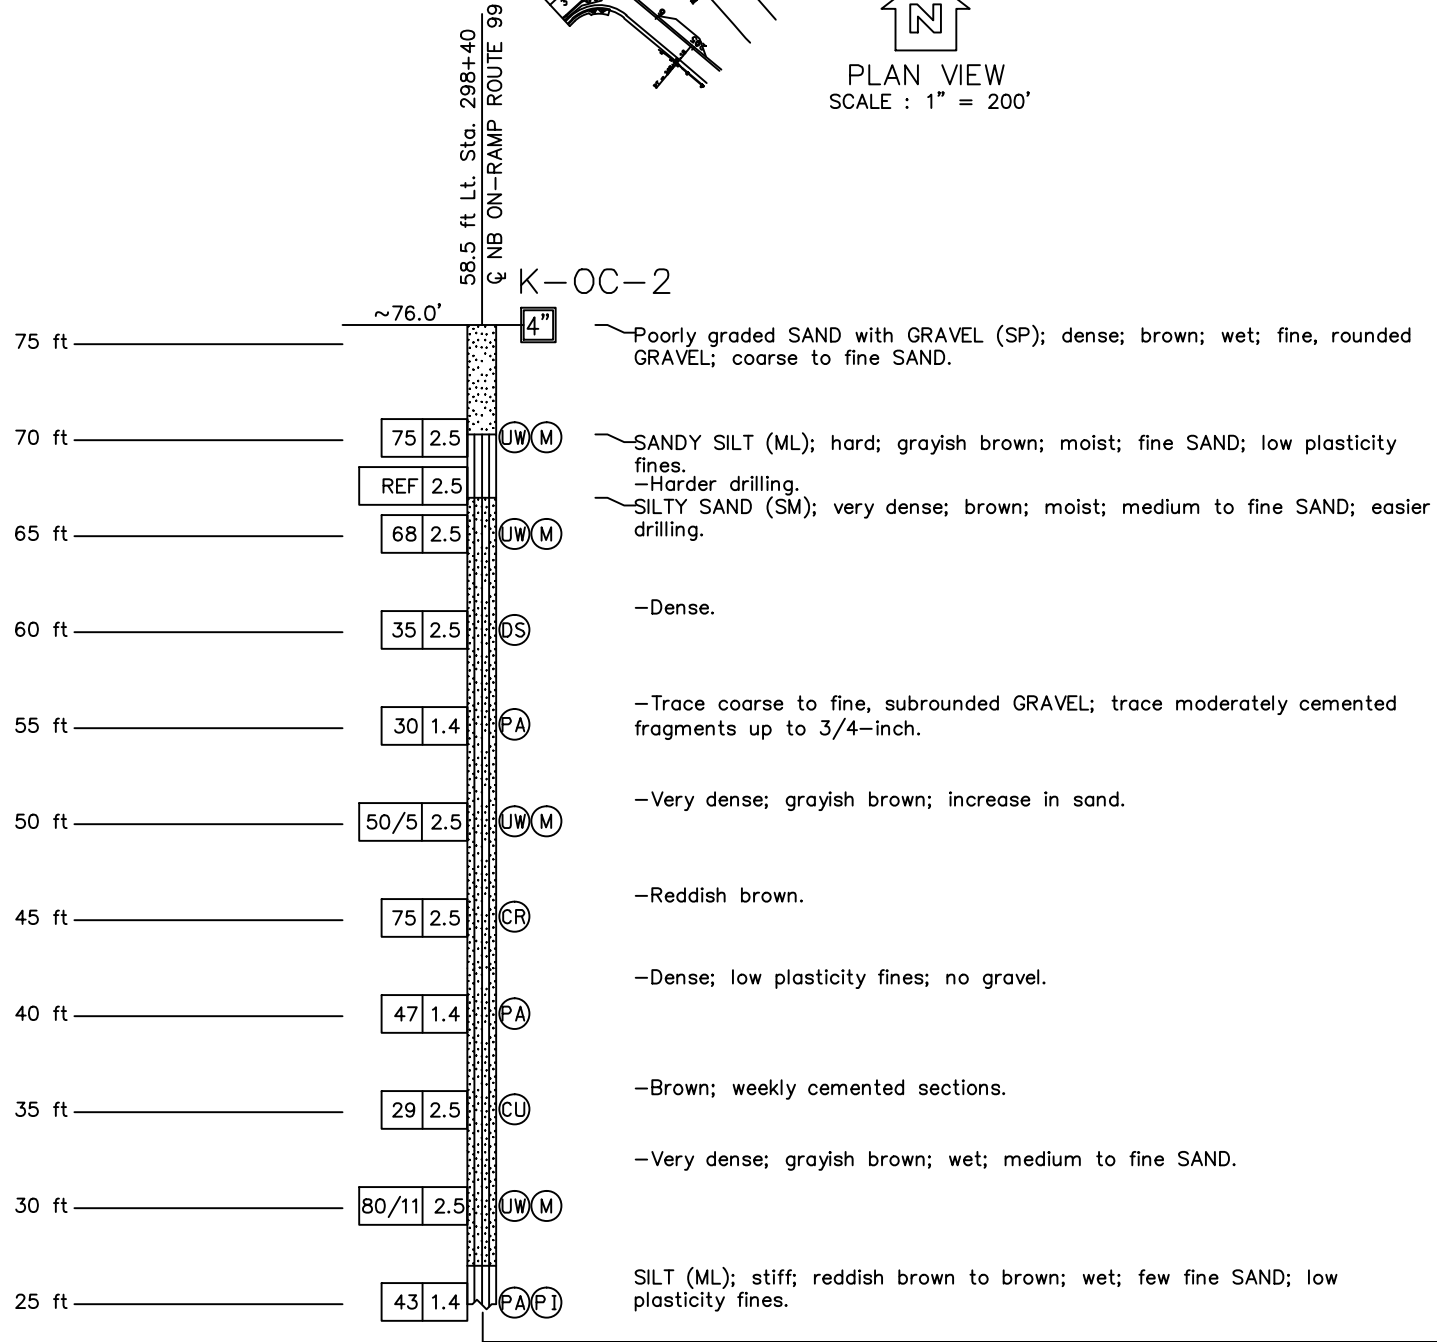 58.5 ft Lt. Sta. 298+40
℄ NB ON-RAMP ROUTE 99
N
PLAN VIEW
SCALE : 1" = 200'
K-OC-2
~76.0'
4"
75 ft
Poorly graded SAND with GRAVEL (SP); dense; brown; wet; fine, rounded
GRAVEL; coarse to fine SAND.
70 ft
75 2.5 UW M
SANDY SILT (ML); hard; grayish brown; moist; fine SAND; low plasticity
fines.
-Harder drilling.
REF 2.5
SILTY SAND (SM); very dense; brown; moist; medium to fine SAND; easier
drilling.
65 ft
68 2.5 UW M
-Dense.
60 ft
35 2.5 DS
-Trace coarse to fine, subrounded GRAVEL; trace moderately cemented
fragments up to 3/4-inch.
55 ft
30 1.4 PA
-Very dense; grayish brown; increase in sand.
50 ft
50/5 2.5 UW M
-Reddish brown.
45 ft
75 2.5 CR
-Dense; low plasticity fines; no gravel.
40 ft
47 1.4 PA
-Brown; weekly cemented sections.
35 ft
29 2.5 CU
-Very dense; grayish brown; wet; medium to fine SAND.
30 ft
80/11 2.5 UW M
SILT (ML); stiff; reddish brown to brown; wet; few fine SAND; low
plasticity fines.
25 ft
43 1.4 PA PI